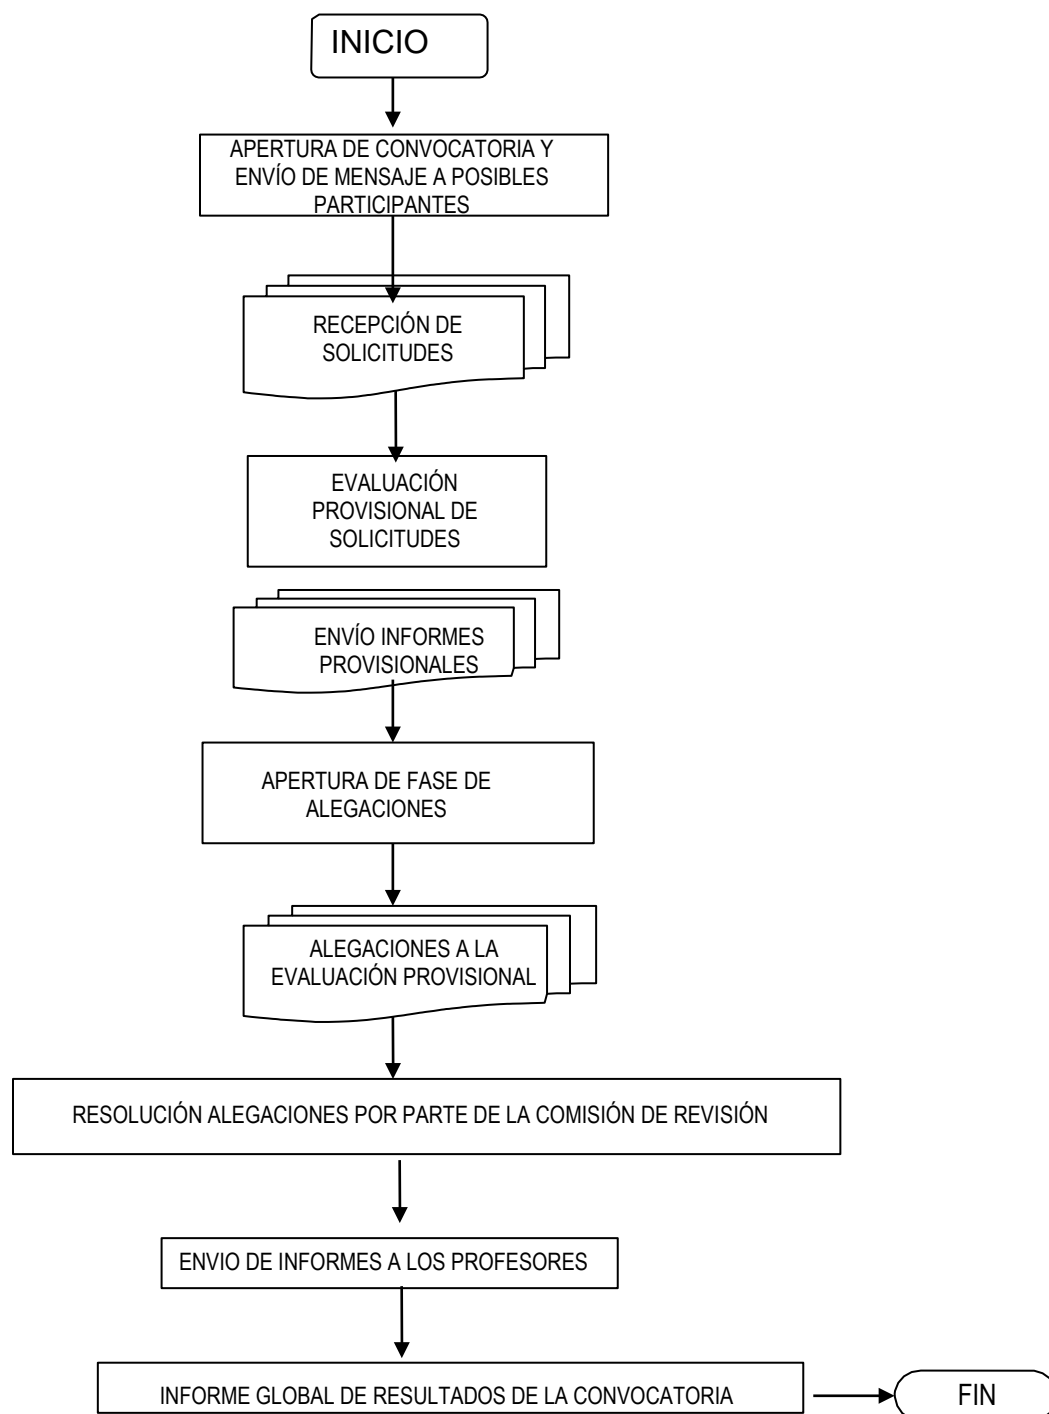 INICIO
APERTURA DE CONVOCATORIA Y
ENVÍO DE MENSAJE A POSIBLES
PARTICIPANTES
RECEPCIÓN DE
SOLICITUDES
EVALUACIÓN
PROVISIONAL DE
SOLICITUDES
ENVÍO INFORMES
PROVISIONALES
APERTURA DE FASE DE
ALEGACIONES
ALEGACIONES A LA
EVALUACIÓN PROVISIONAL
RESOLUCIÓN ALEGACIONES POR PARTE DE LA COMISIÓN DE REVISIÓN
ENVIO DE INFORMES A LOS PROFESORES
INFORME GLOBAL DE RESULTADOS DE LA CONVOCATORIA
FIN